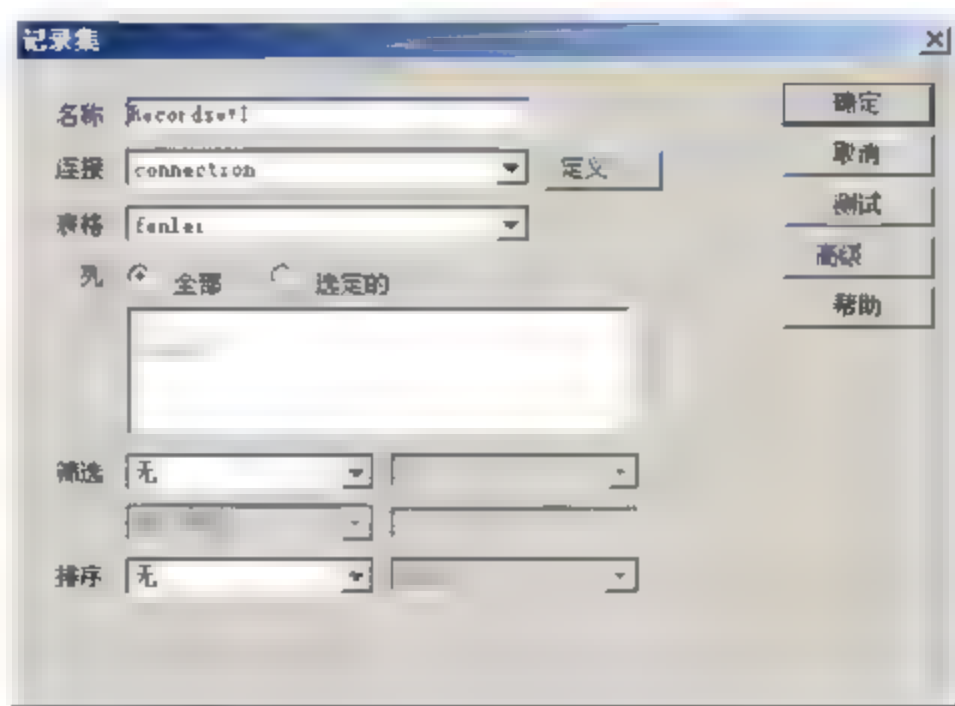 记录集
名称 Recordset1
确定
连接 connection 定义
取消
表格 fenlei
测试
列 全部 选定的
高级
帮助
筛选 无
排序 无